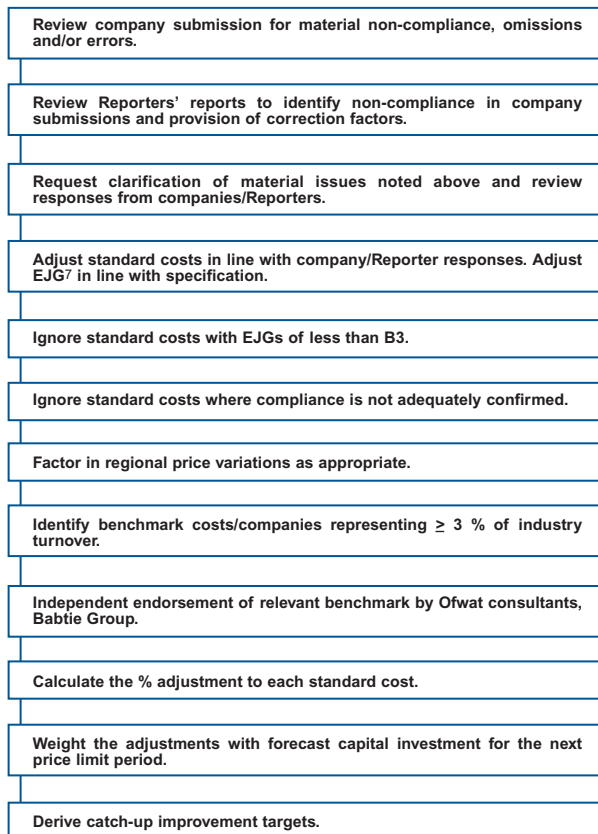 Review company submission for material non-compliance, omissions
and/or errors.
Review Reporters' reports to identify non-compliance in company
submissions and provision of correction factors.
Request clarification of material issues noted above and review
responses from companies/Reporters.
Adjust standard costs in line with company/Reporter responses. Adjust
EJG7 in line with specification.
Ignore standard costs with EJGs of less than B3.
Ignore standard costs where compliance is not adequately confirmed.
Factor in regional price variations as appropriate.
Identify benchmark costs/companies representing ≥ 3 % of industry
turnover.
Independent endorsement of relevant benchmark by Ofwat consultants,
Babtie Group.
Calculate the % adjustment to each standard cost.
Weight the adjustments with forecast capital investment for the next
price limit period.
Derive catch-up improvement targets.